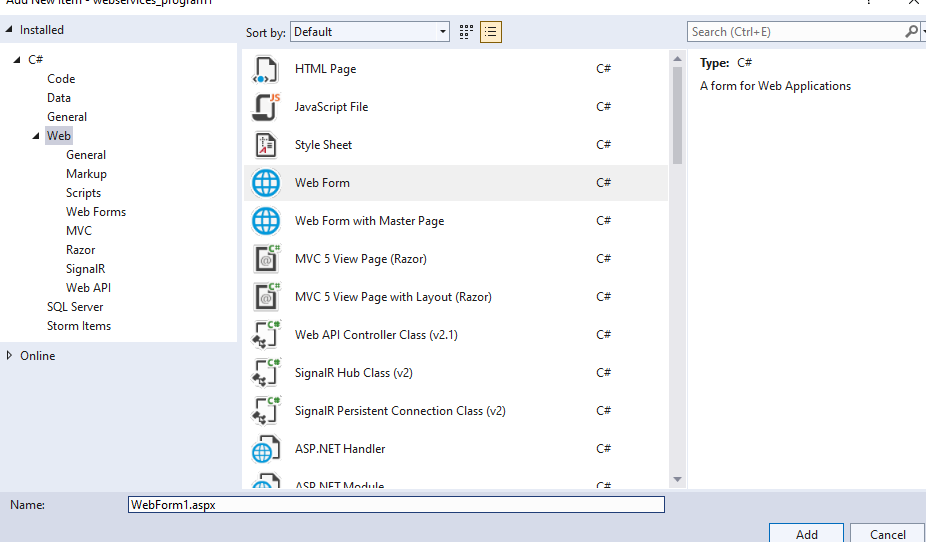 Add New Item - webservices_program1
?
Installed
C#
Code
Data
General
Web
General
Markup
Scripts
Web Forms
MVC
Razor
SignalR
Web API
SQL Server
Storm Items
Online
Sort by: Default
HTML Page C#
JS
JavaScript File C#
A
Style Sheet C#
Web Form C#
Web Form with Master Page C#
C#
@
MVC 5 View Page (Razor) C#
C#
@
MVC 5 View Page with Layout (Razor) C#
C#
Web API Controller Class (v2.1) C#
C#
SignalR Hub Class (v2) C#
C#
SignalR Persistent Connection Class (v2) C#
ASP.NET Handler C#
ASP.NET Module C#
Search (Ctrl+E)
Type: C#
A form for Web Applications
Name: WebForm1.aspx
Add Cancel